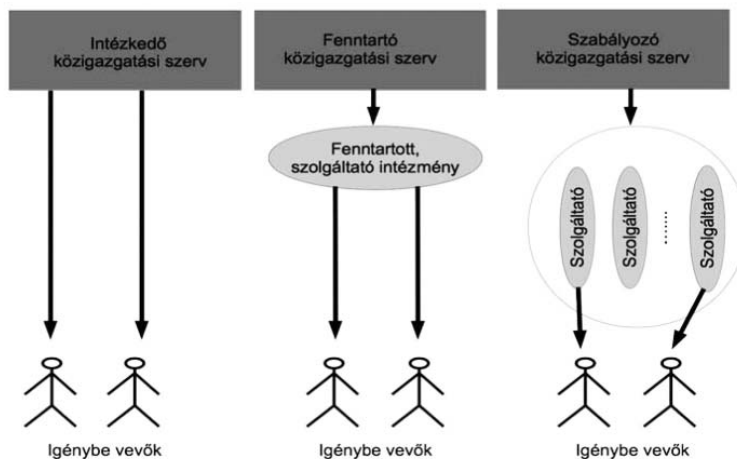 Intézkedő
közigazgatási szerv
Fenntartó
közigazgatási szerv
Szabályozó
közigazgatási szerv
Fenntartott,
szolgáltató intézmény
Szolgáltató
Szolgáltató
.......
Szolgáltató
Igénybe vevők
Igénybe vevők
Igénybe vevők